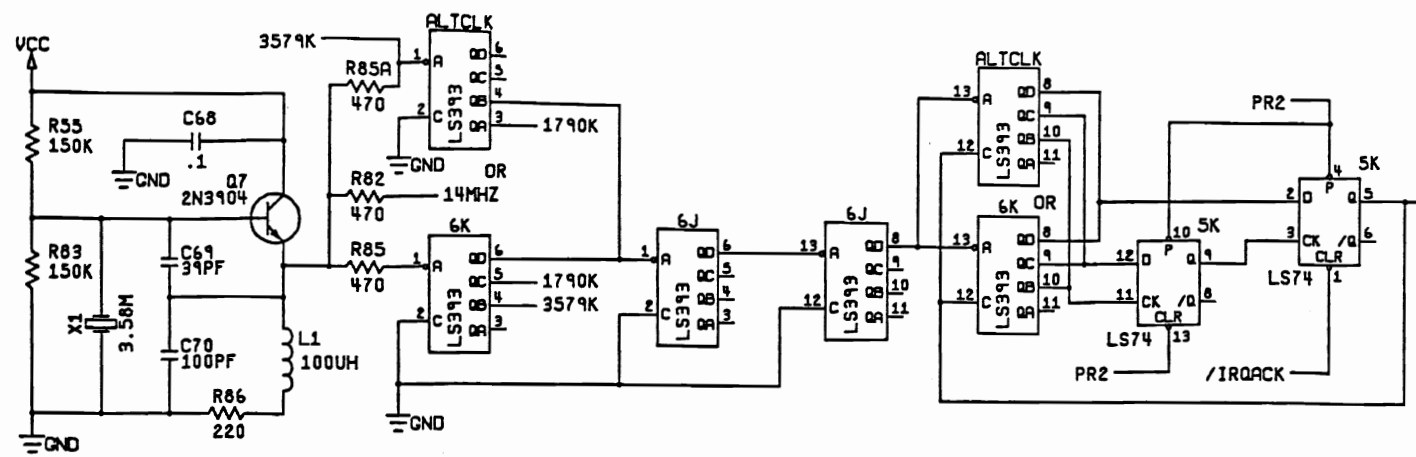 VCC
R55
150K
R83
150K
X1
3.58M
GND
C68
.1
GND
Q7
2N3904
C69
39PF
C70
100PF
L1
100UH
R86
220
3579K
R85A
470
R82
470
14MHZ
R85
470
ALTCLK
1 A QD 6
QC 5
2 C QB 4
QA 3
LS393
1790K
GND
OR
6K
1 A QD 6
QC 5
1790K
2 C QB 4
3579K
QA 3
LS393
GND
6J
1 A QD 6
QC 5
2 C QB 4
QA 3
LS393
6J
13 A QD 8
QC 9
12 C QB 10
QA 11
LS393
ALTCLK
13 A QD 8
QC 9
12 C QB 10
QA 11
LS393
6K OR
13 A QD 8
QC 9
12 C QB 10
QA 11
LS393
5K
10
P
12 D Q 9
11 CK /Q 8
CLR
LS74 13
PR2
PR2
5K
4
P
2 D Q 5
3 CK /Q 6
CLR
LS74 1
/IRQACK